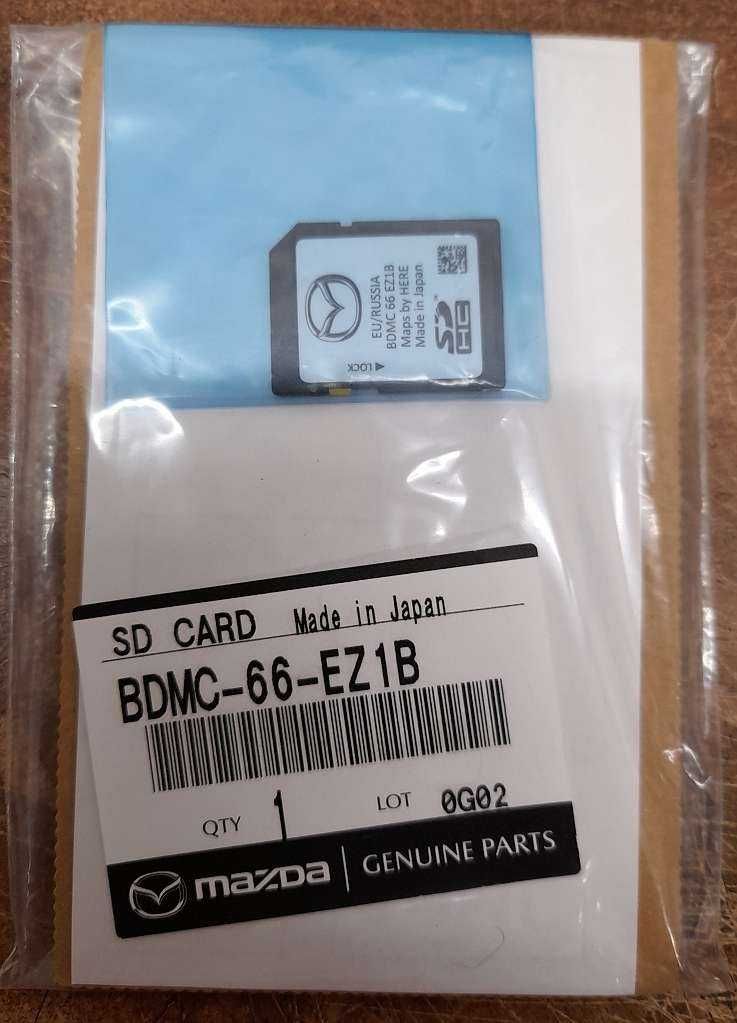 EU/RUSSIA
BDMC 66 EZ1B
Maps by HERE
Made in Japan
SD
HC
▲ LOCK
SD CARD Made in Japan
BDMC-66-EZ1B
QTY 1 LOT 0G02
mazda | GENUINE PARTS